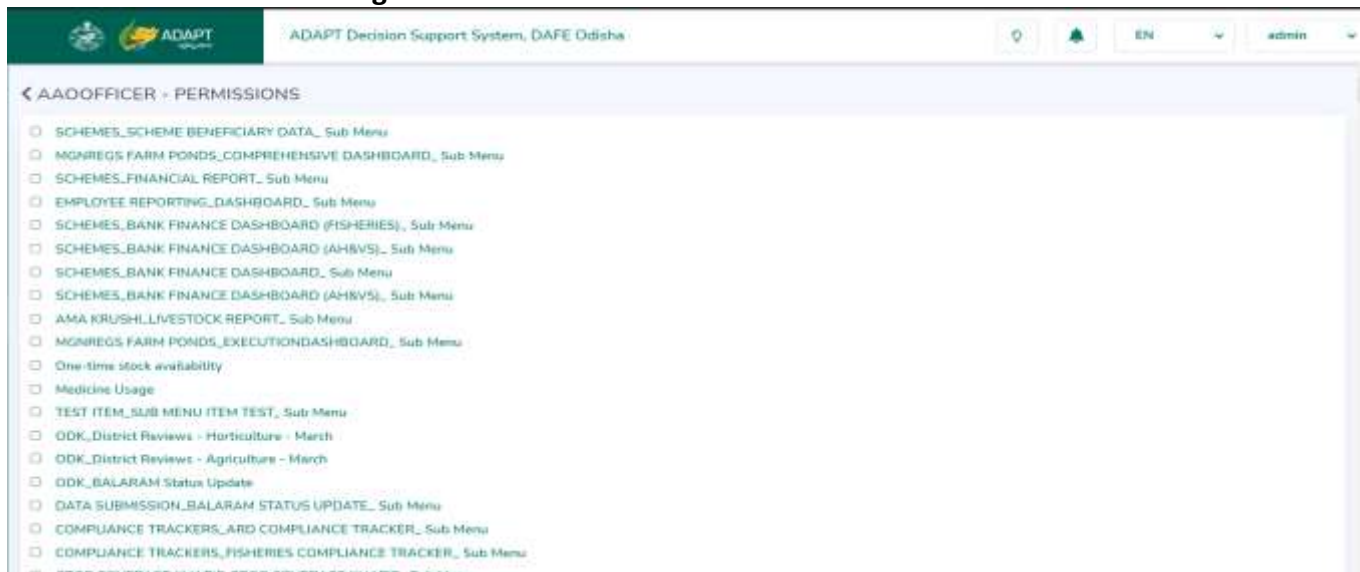 ADAPT
ADAPT Decision Support System, DAFE Odisha
EN
admin
AAOOFFICER - PERMISSIONS
SCHEMES_SCHEME BENEFICIARY DATA_ Sub Menu
MGNREGS FARM PONDS_COMPREHENSIVE DASHBOARD_ Sub Menu
SCHEMES_FINANCIAL REPORT_ Sub Menu
EMPLOYEE REPORTING_DASHBOARD_ Sub Menu
SCHEMES_BANK FINANCE DASHBOARD (FISHERIES)_ Sub Menu
SCHEMES_BANK FINANCE DASHBOARD (AH&VS)_ Sub Menu
SCHEMES_BANK FINANCE DASHBOARD_ Sub Menu
SCHEMES_BANK FINANCE DASHBOARD (AH&VS)_ Sub Menu
AMA KRUSHI_LIVESTOCK REPORT_ Sub Menu
MGNREGS FARM PONDS_EXECUTIONDASHBOARD_ Sub Menu
One-time stock availability
Medicine Usage
TEST ITEM_SUB MENU ITEM TEST_ Sub Menu
ODK_District Reviews - Horticulture - March
ODK_District Reviews - Agriculture - March
ODK_BALARAM Status Update
DATA SUBMISSION_BALARAM STATUS UPDATE_ Sub Menu
COMPLIANCE TRACKERS_ARD COMPLIANCE TRACKER_ Sub Menu
COMPLIANCE TRACKERS_FISHERIES COMPLIANCE TRACKER_ Sub Menu